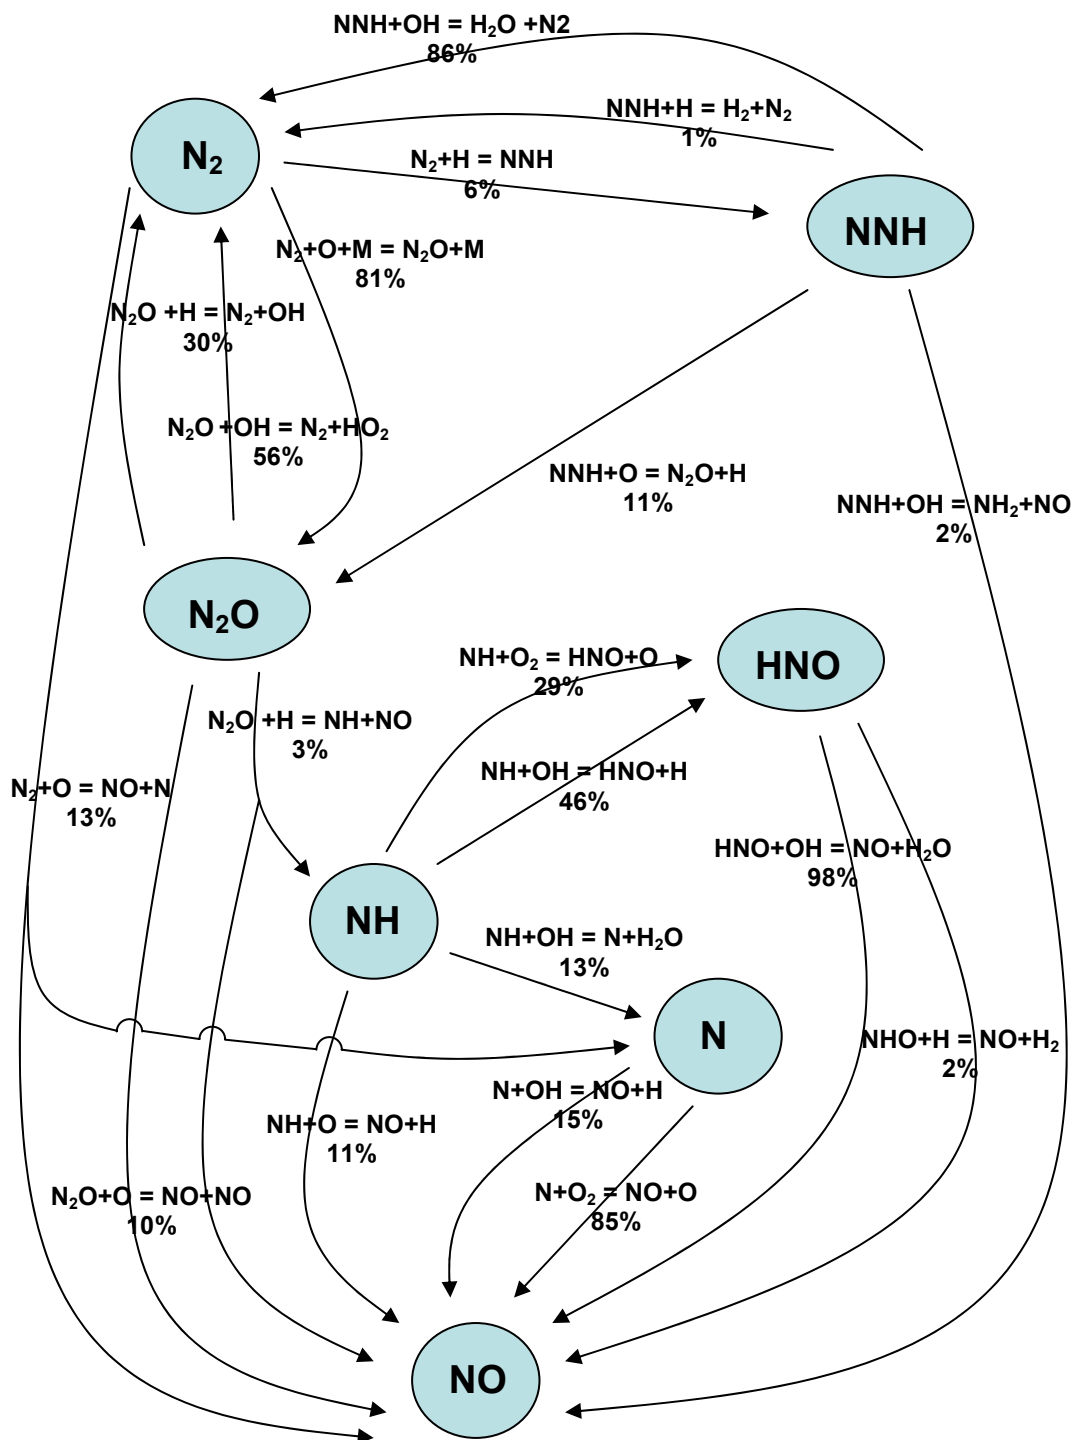 NNH+OH = H₂O +N2
86%
NNH+H = H₂+N₂
1%
N₂
N₂+H = NNH
6%
NNH
N₂+O+M = N₂O+M
81%
N₂O +H = N₂+OH
30%
N₂O +OH = N₂+HO₂
56%
NNH+O = N₂O+H
11%
NNH+OH = NH₂+NO
2%
N₂O
HNO
NH+O₂ = HNO+O
29%
N₂O +H = NH+NO
3%
NH+OH = HNO+H
46%
N₂+O = NO+N
13%
HNO+OH = NO+H₂O
98%
NH
NH+OH = N+H₂O
13%
N
NHO+H = NO+H₂
2%
N+OH = NO+H
15%
NH+O = NO+H
11%
N₂O+O = NO+NO
10%
N+O₂ = NO+O
85%
NO